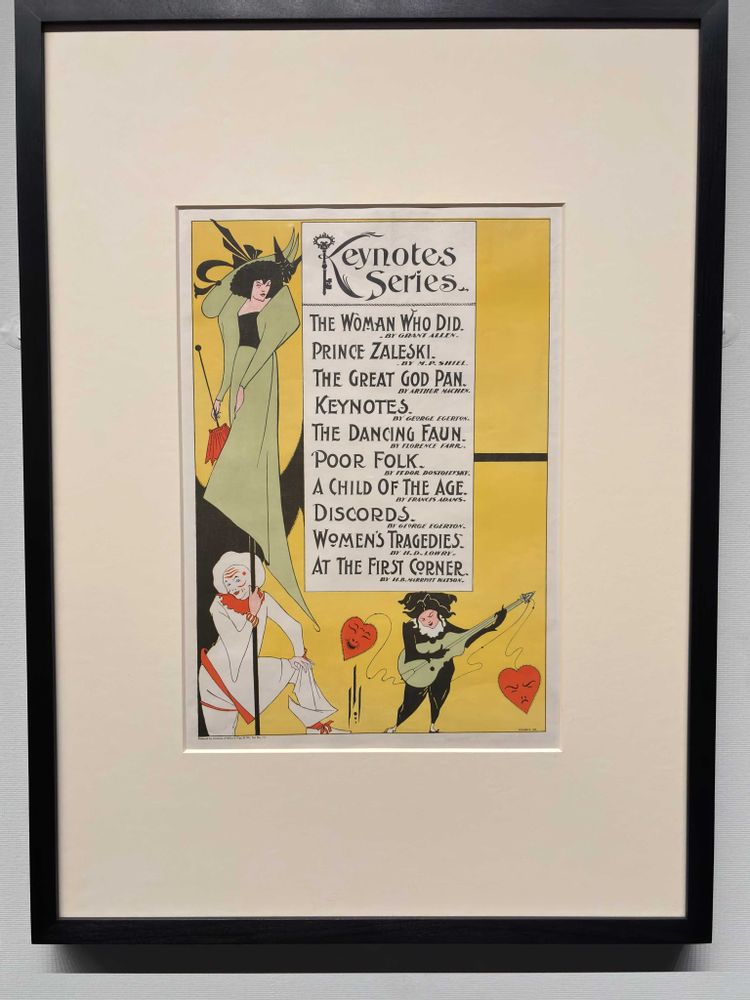 Keynotes
Series.
THE WOMAN WHO DID.
BY GRANT ALLEN.
PRINCE ZALESKI.
BY M.P. SHIEL.
THE GREAT GOD PAN.
BY ARTHUR MACHEN.
KEYNOTES.
BY GEORGE EGERTON.
THE DANCING FAUN.
BY FLORENCE FARR.
POOR FOLK.
BY FEDOR DOSTOIEVSKY.
A CHILD OF THE AGE.
BY FRANCIS ADAMS.
DISCORDS.
BY GEORGE EGERTON.
WOMEN'S TRAGEDIES.
BY H.D. LOWRY.
AT THE FIRST CORNER.
BY H.B. MARRIOTT WATSON.